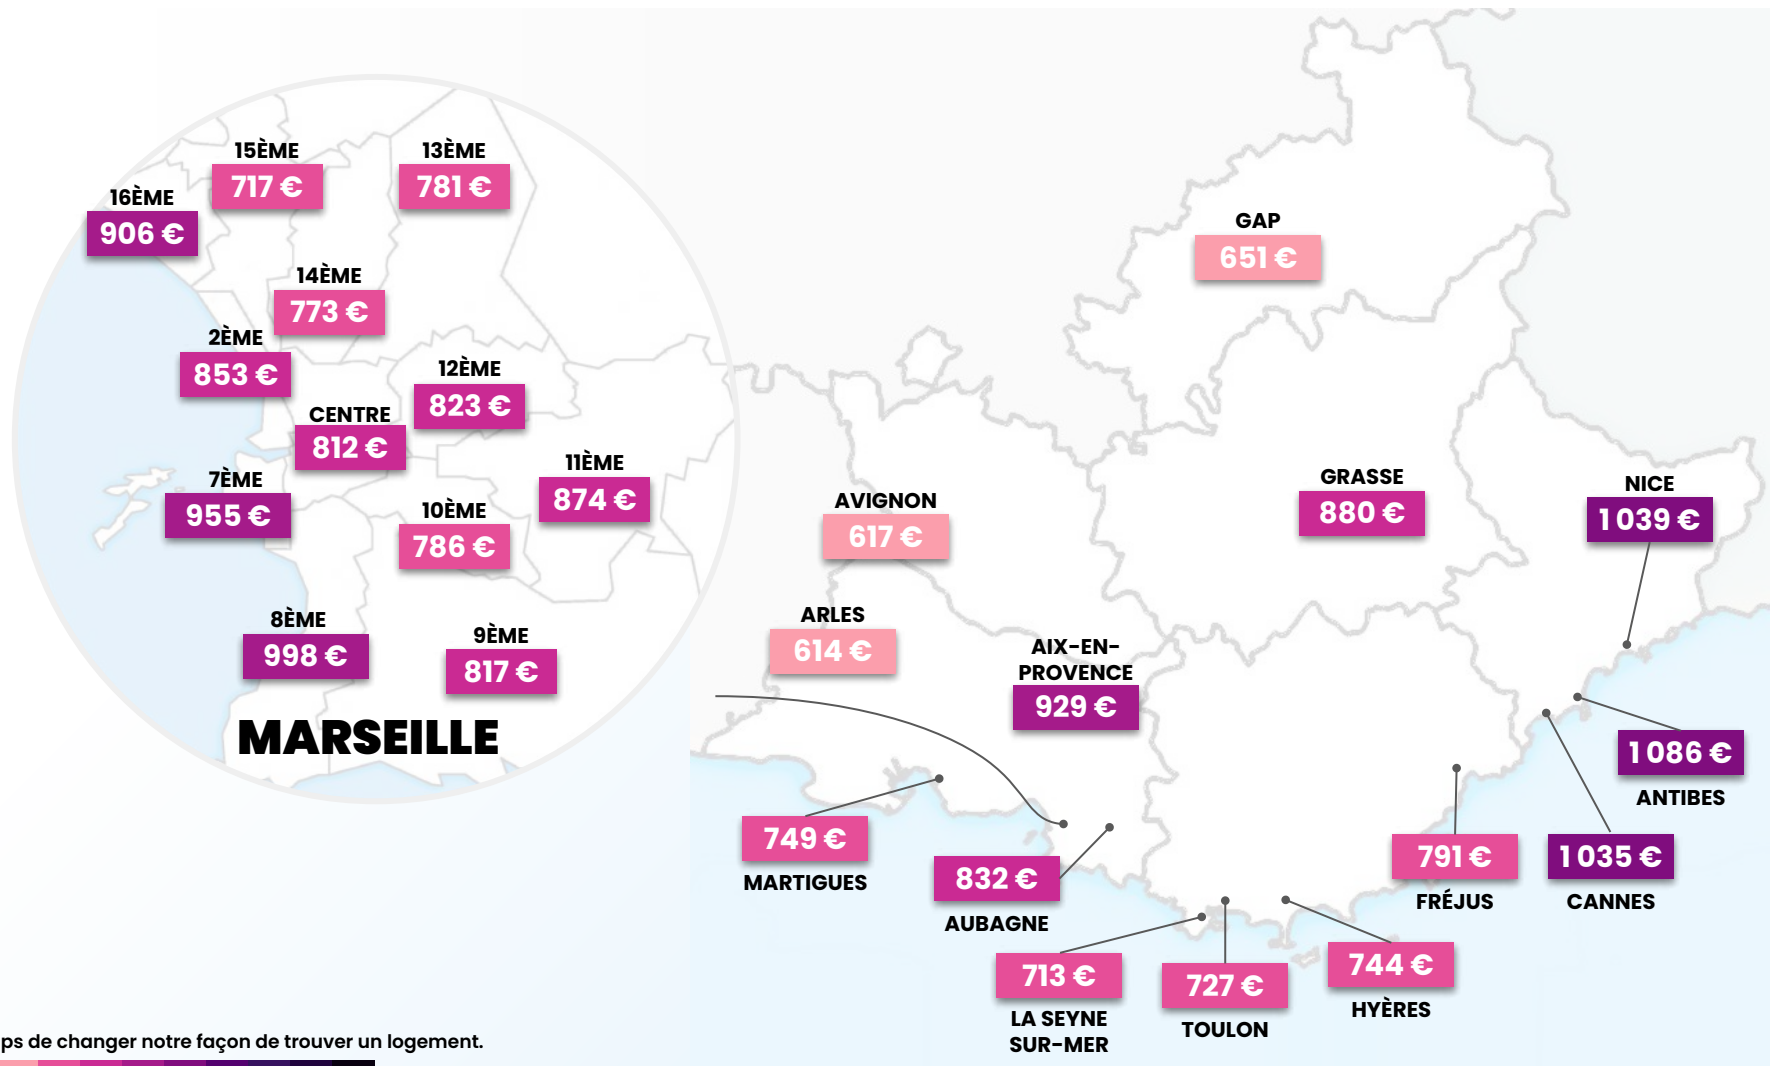 15ÈME
717 €
13ÈME
781 €
16ÈME
906 €
14ÈME
773 €
2ÈME
853 €
12ÈME
823 €
CENTRE
812 €
11ÈME
874 €
7ÈME
955 €
10ÈME
786 €
8ÈME
998 €
9ÈME
817 €
MARSEILLE
GAP
651 €
GRASSE
880 €
NICE
1 039 €
AVIGNON
617 €
ARLES
614 €
AIX-EN-
PROVENCE
929 €
1 086 €
ANTIBES
749 €
MARTIGUES
832 €
AUBAGNE
791 €
FRÉJUS
1 035 €
CANNES
713 €
LA SEYNE
SUR-MER
727 €
TOULON
744 €
HYÈRES
ps de changer notre façon de trouver un logement.